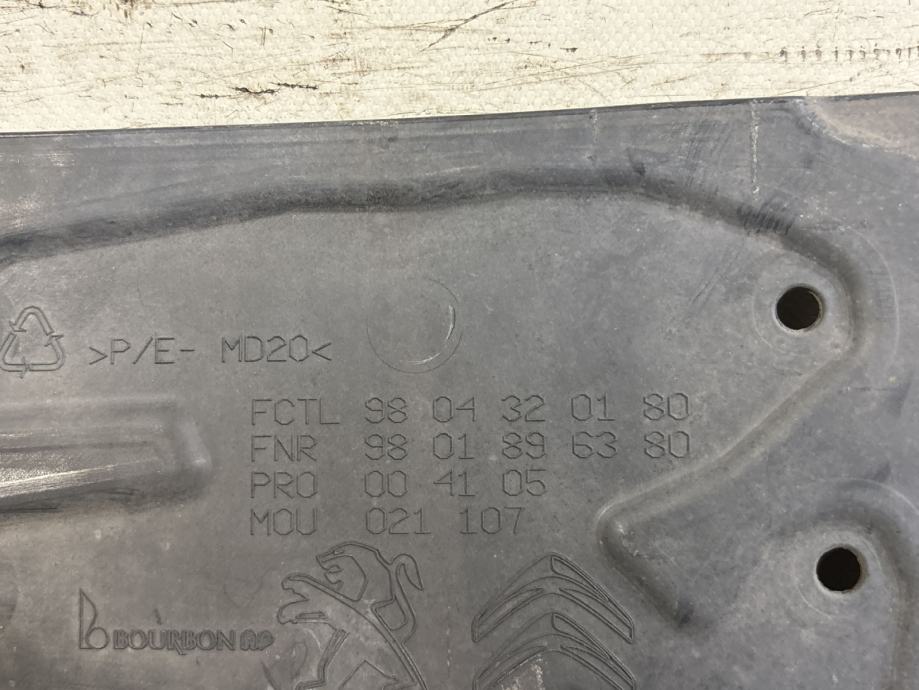 >P/E- MD20<
FCTL 98 04 32 01 80
FNR 98 01 89 63 80
PRO 00 41 05
MOU 021 107
BOURBON AP